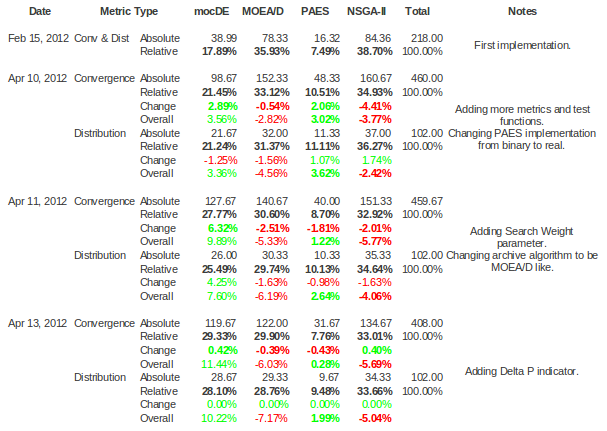 Date Metric Type mocDE MOEA/D PAES NSGA-II Total Notes
Feb 15, 2012 Conv & Dist Absolute 38.99 78.33 16.32 84.36 218.00
Relative 17.89% 35.93% 7.49% 38.70% 100.00%
First implementation.
Apr 10, 2012 Convergence Absolute 98.67 152.33 48.33 160.67 460.00
Relative 21.45% 33.12% 10.51% 34.93% 100.00%
Change 2.89% -0.54% 2.06% -4.41%
Overall 3.56% -2.82% 3.02% -3.77%
Distribution Absolute 21.67 32.00 11.33 37.00 102.00
Relative 21.24% 31.37% 11.11% 36.27% 100.00%
Change -1.25% -1.56% 1.07% 1.74%
Overall 3.36% -4.56% 3.62% -2.42%
Adding more metrics and test
functions.
Changing PAES implementation
from binary to real.
Apr 11, 2012 Convergence Absolute 127.67 140.67 40.00 151.33 459.67
Relative 27.77% 30.60% 8.70% 32.92% 100.00%
Change 6.32% -2.51% -1.81% -2.01%
Overall 9.89% -5.33% 1.22% -5.77%
Distribution Absolute 26.00 30.33 10.33 35.33 102.00
Relative 25.49% 29.74% 10.13% 34.64% 100.00%
Change 4.25% -1.63% -0.98% -1.63%
Overall 7.60% -6.19% 2.64% -4.06%
Adding Search Weight
parameter.
Changing archive algorithm to be
MOEA/D like.
Apr 13, 2012 Convergence Absolute 119.67 122.00 31.67 134.67 408.00
Relative 29.33% 29.90% 7.76% 33.01% 100.00%
Change 0.42% -0.39% -0.43% 0.40%
Overall 11.44% -6.03% 0.28% -5.69%
Distribution Absolute 28.67 29.33 9.67 34.33 102.00
Relative 28.10% 28.76% 9.48% 33.66% 100.00%
Change 0.00% 0.00% 0.00% 0.00%
Overall 10.22% -7.17% 1.99% -5.04%
Adding Delta P indicator.